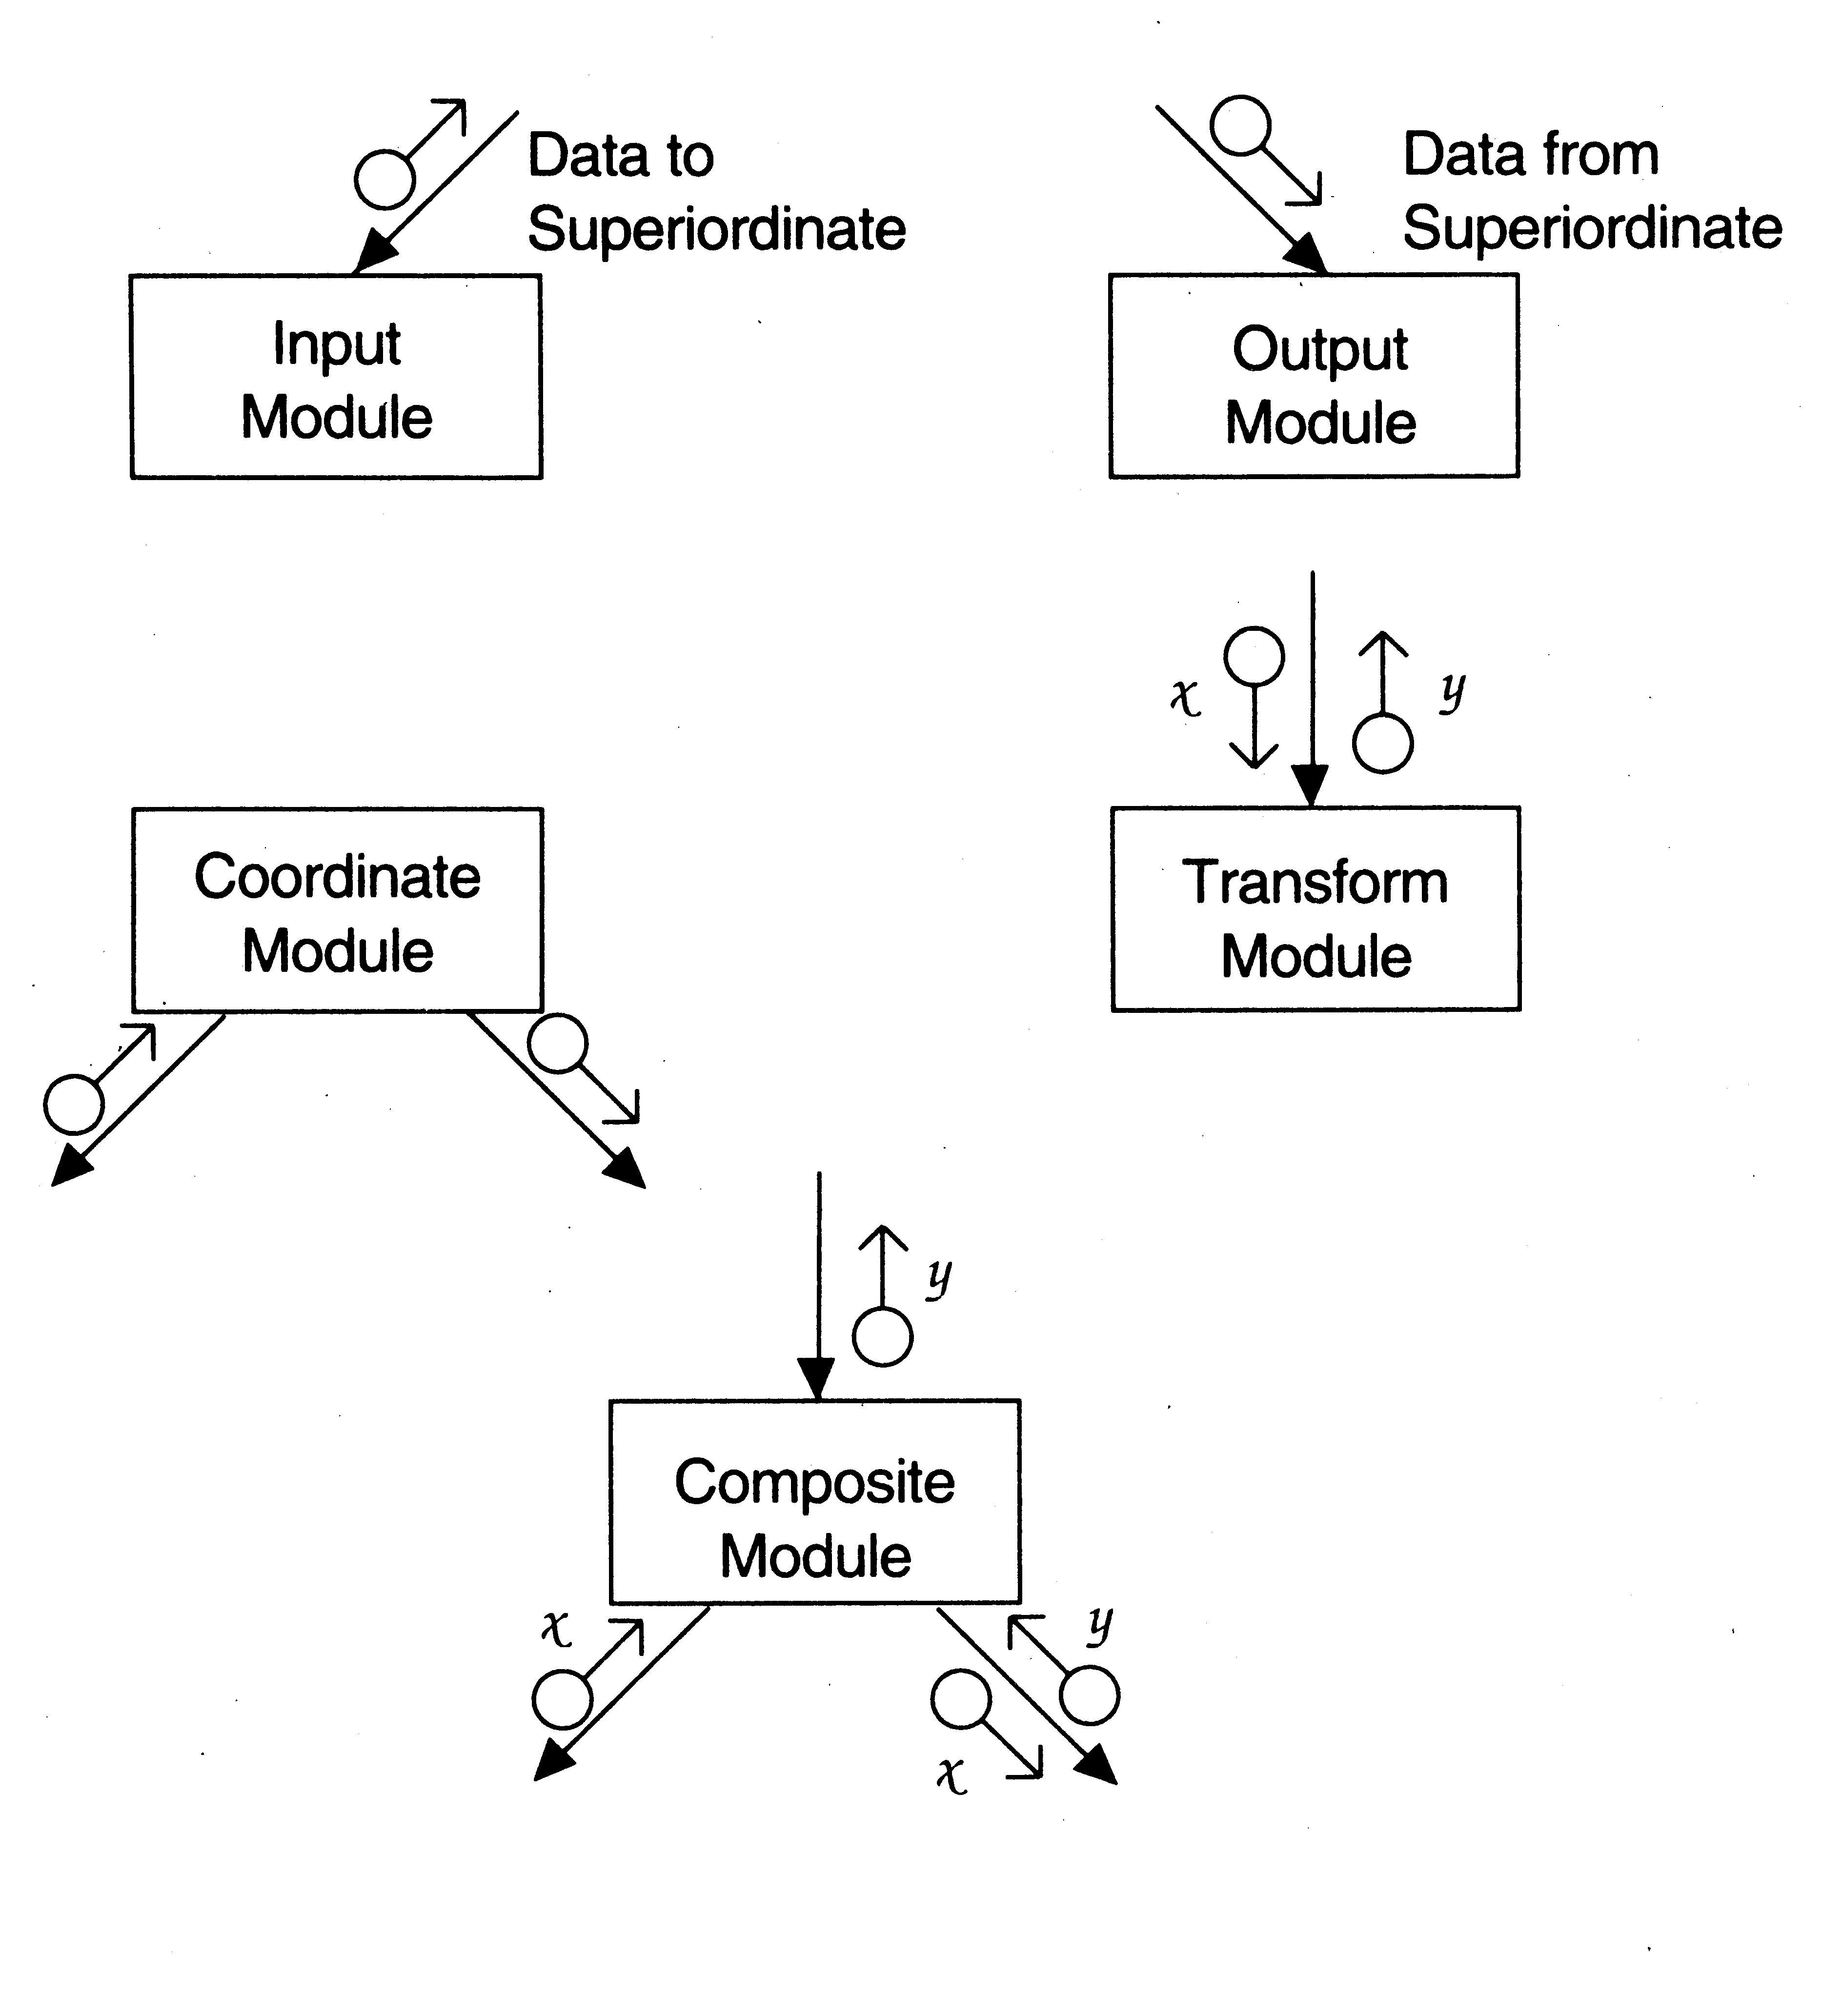 Data to
Superiordinate
Data from
Superiordinate
Input
Module
Output
Module
x
y
Coordinate
Module
Transform
Module
y
Composite
Module
x
y
x